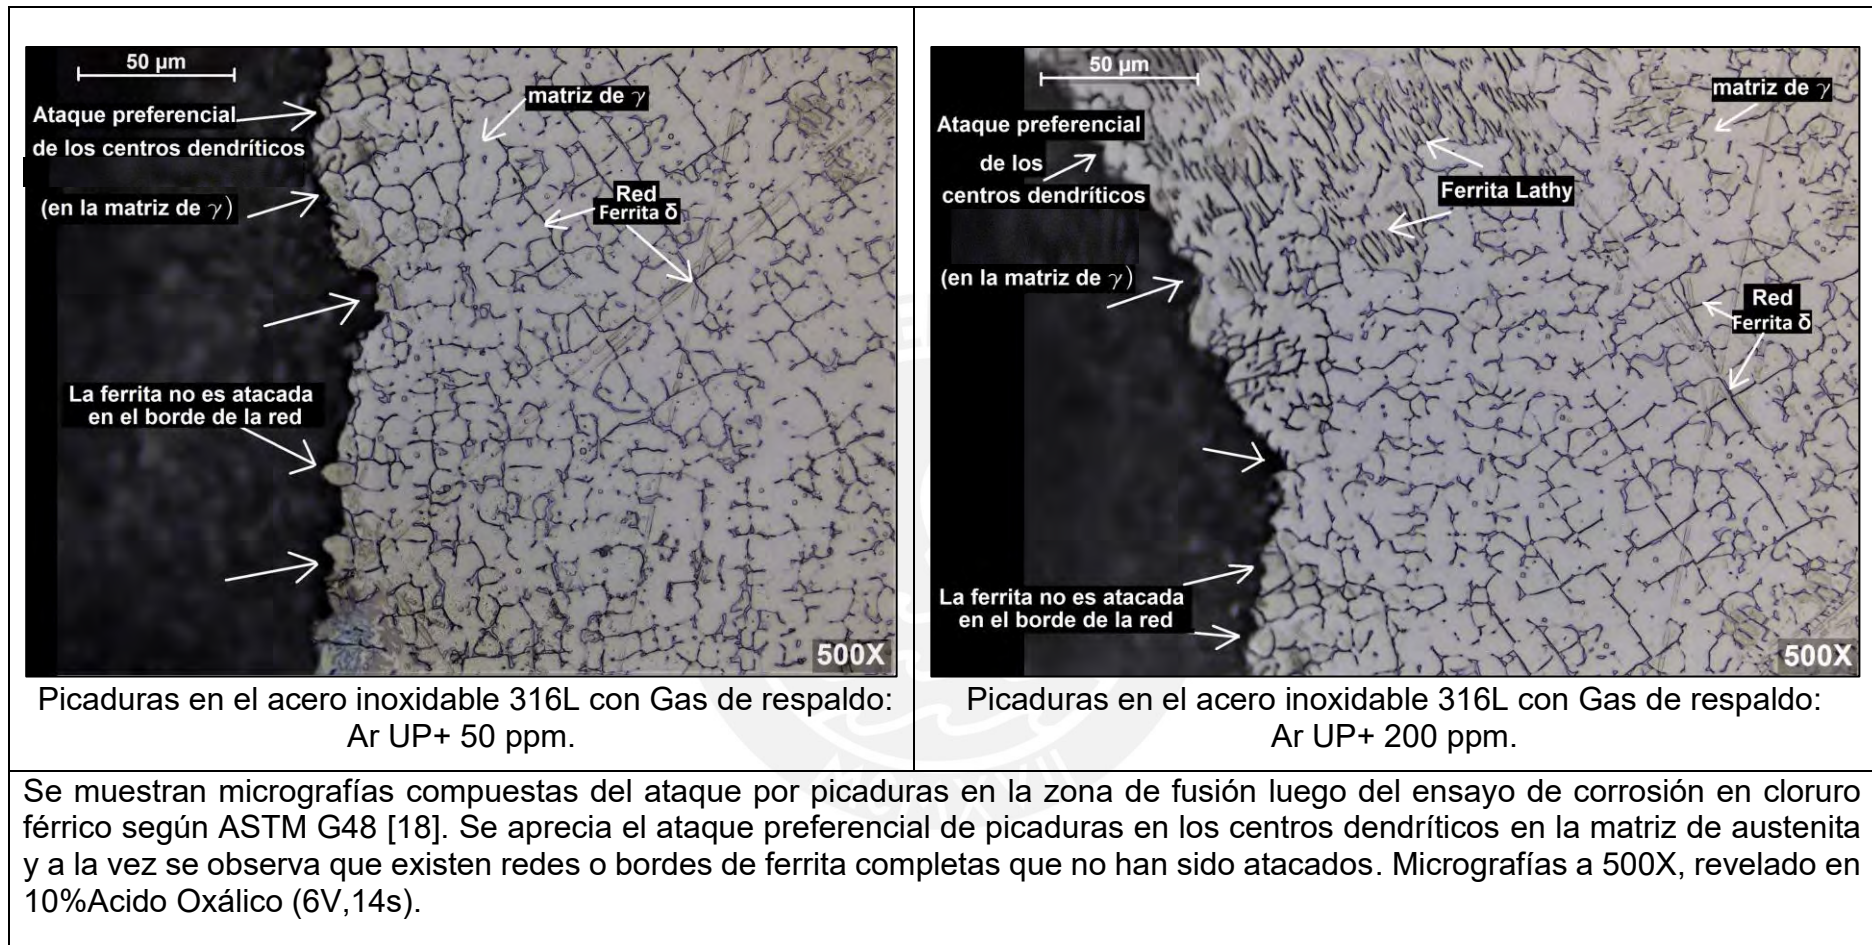 50 µm
Ataque preferencial
de los centros dendríticos
(en la matriz de γ)
matriz de γ
Red
Ferrita δ
La ferrita no es atacada
en el borde de la red
500X
50 µm
Ataque preferencial
de los
centros dendríticos
(en la matriz de γ)
matriz de γ
Ferrita Lathy
Red
Ferrita δ
La ferrita no es atacada
en el borde de la red
500X
Picaduras en el acero inoxidable 316L con Gas de respaldo:
Ar UP+ 50 ppm.
Picaduras en el acero inoxidable 316L con Gas de respaldo:
Ar UP+ 200 ppm.
Se muestran micrografías compuestas del ataque por picaduras en la zona de fusión luego del ensayo de corrosión en cloruro
férrico según ASTM G48 [18]. Se aprecia el ataque preferencial de picaduras en los centros dendríticos en la matriz de austenita
y a la vez se observa que existen redes o bordes de ferrita completas que no han sido atacados. Micrografías a 500X, revelado en
10%Acido Oxálico (6V,14s).